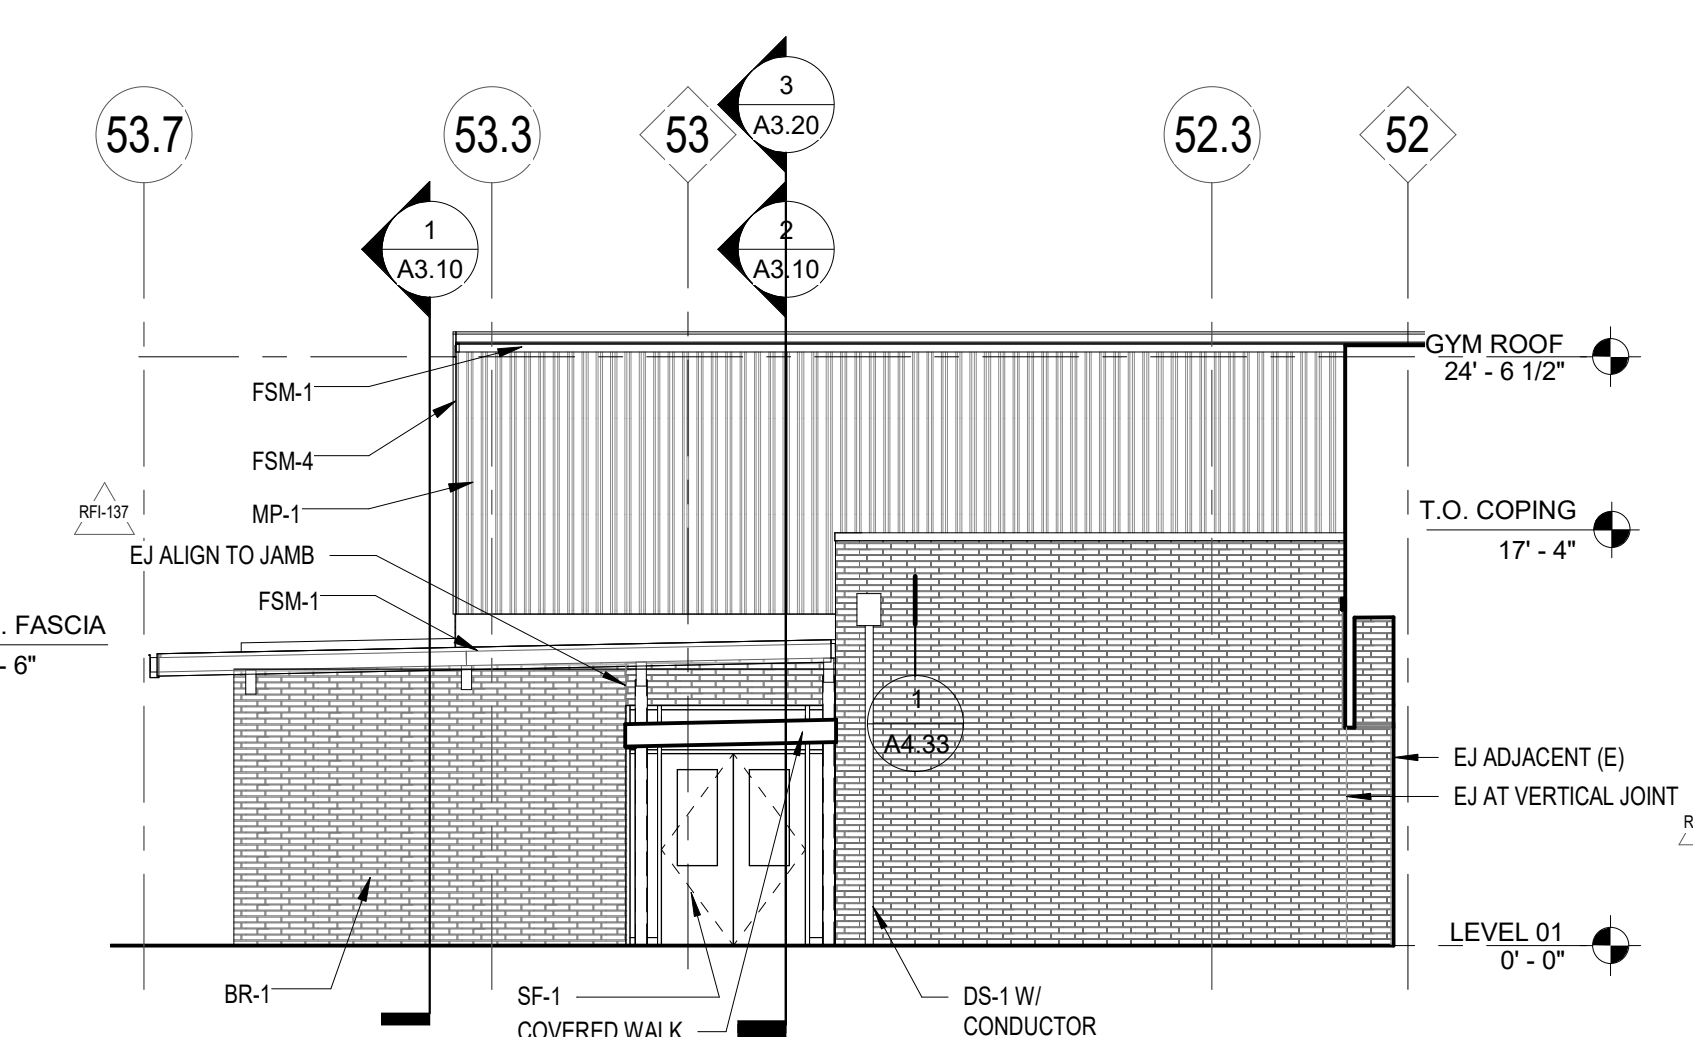 3
A3.20
53.7
53.3
53
52.3
52
1
A3.10
2
A3.10
GYM ROOF
24' - 6 1/2"
FSM-1
FSM-4
RFI-137
MP-1
T.O. COPING
17' - 4"
EJ ALIGN TO JAMB
FSM-1
. FASCIA
- 6"
1
A4.33
EJ ADJACENT (E)
EJ AT VERTICAL JOINT
R
LEVEL 01
0' - 0"
BR-1
SF-1
COVERED WALK
DS-1 W/
CONDUCTOR